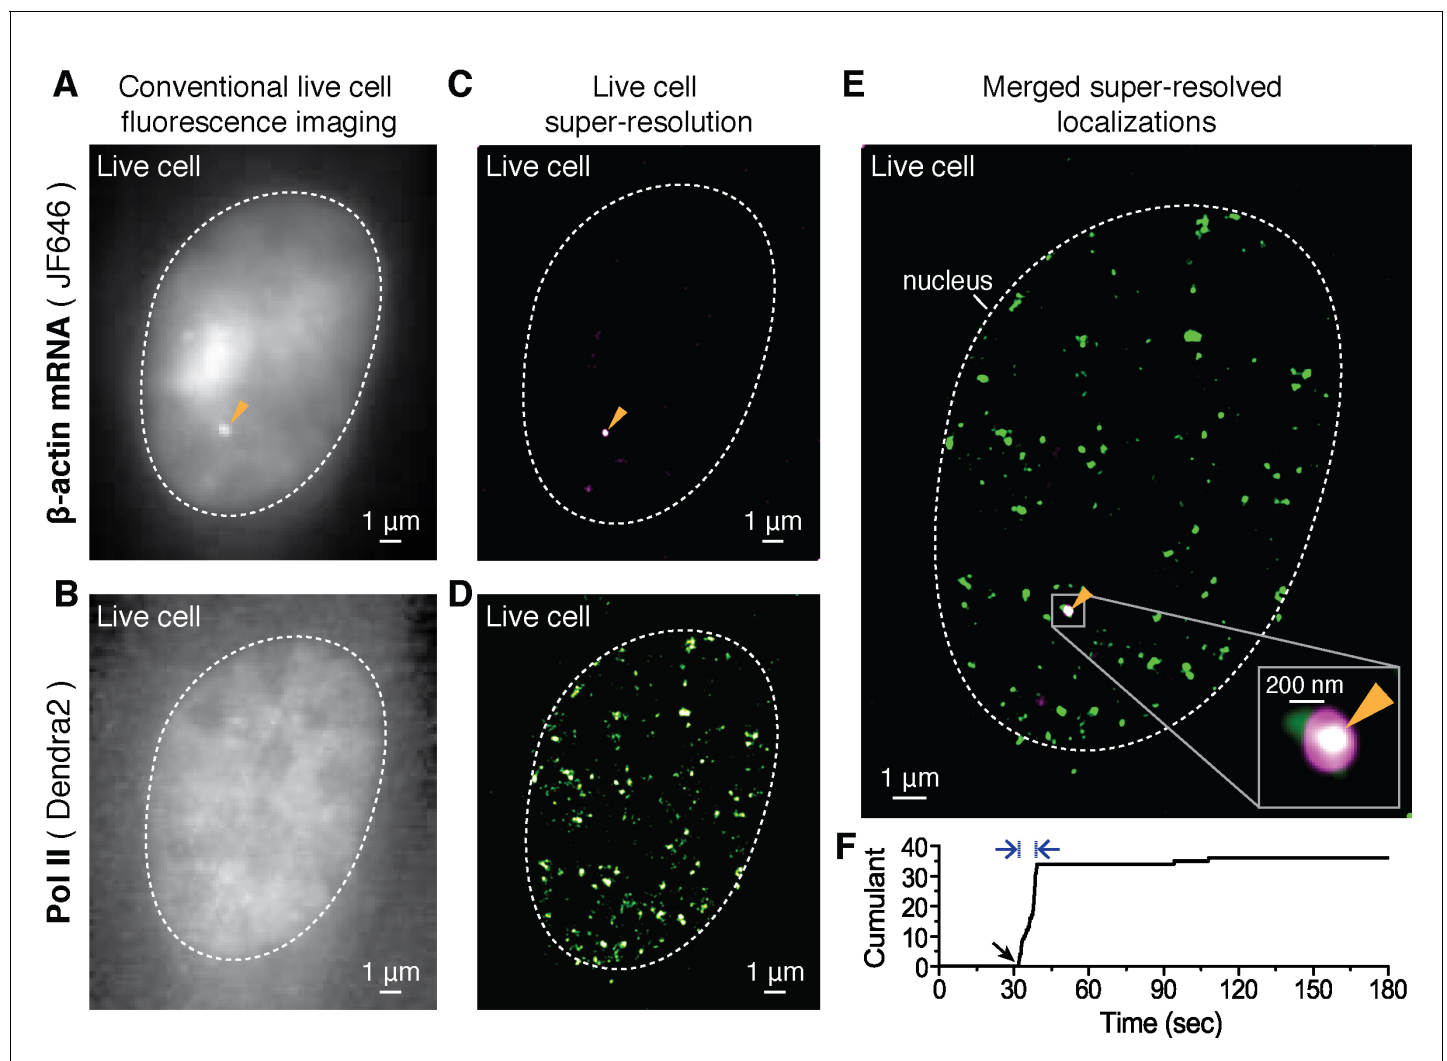 A Conventional live cell
fluorescence imaging
C Live cell
super-resolution
E Merged super-resolved
localizations
β-actin mRNA ( JF646 )
Live cell
1 µm
Live cell
1 µm
Live cell
nucleus
200 nm
1 µm
B
Pol II ( Dendra2 )
Live cell
1 µm
D
Live cell
1 µm
F
Cumulant
40
30
20
10
0
0 30 60 90 120 150 180
Time (sec)